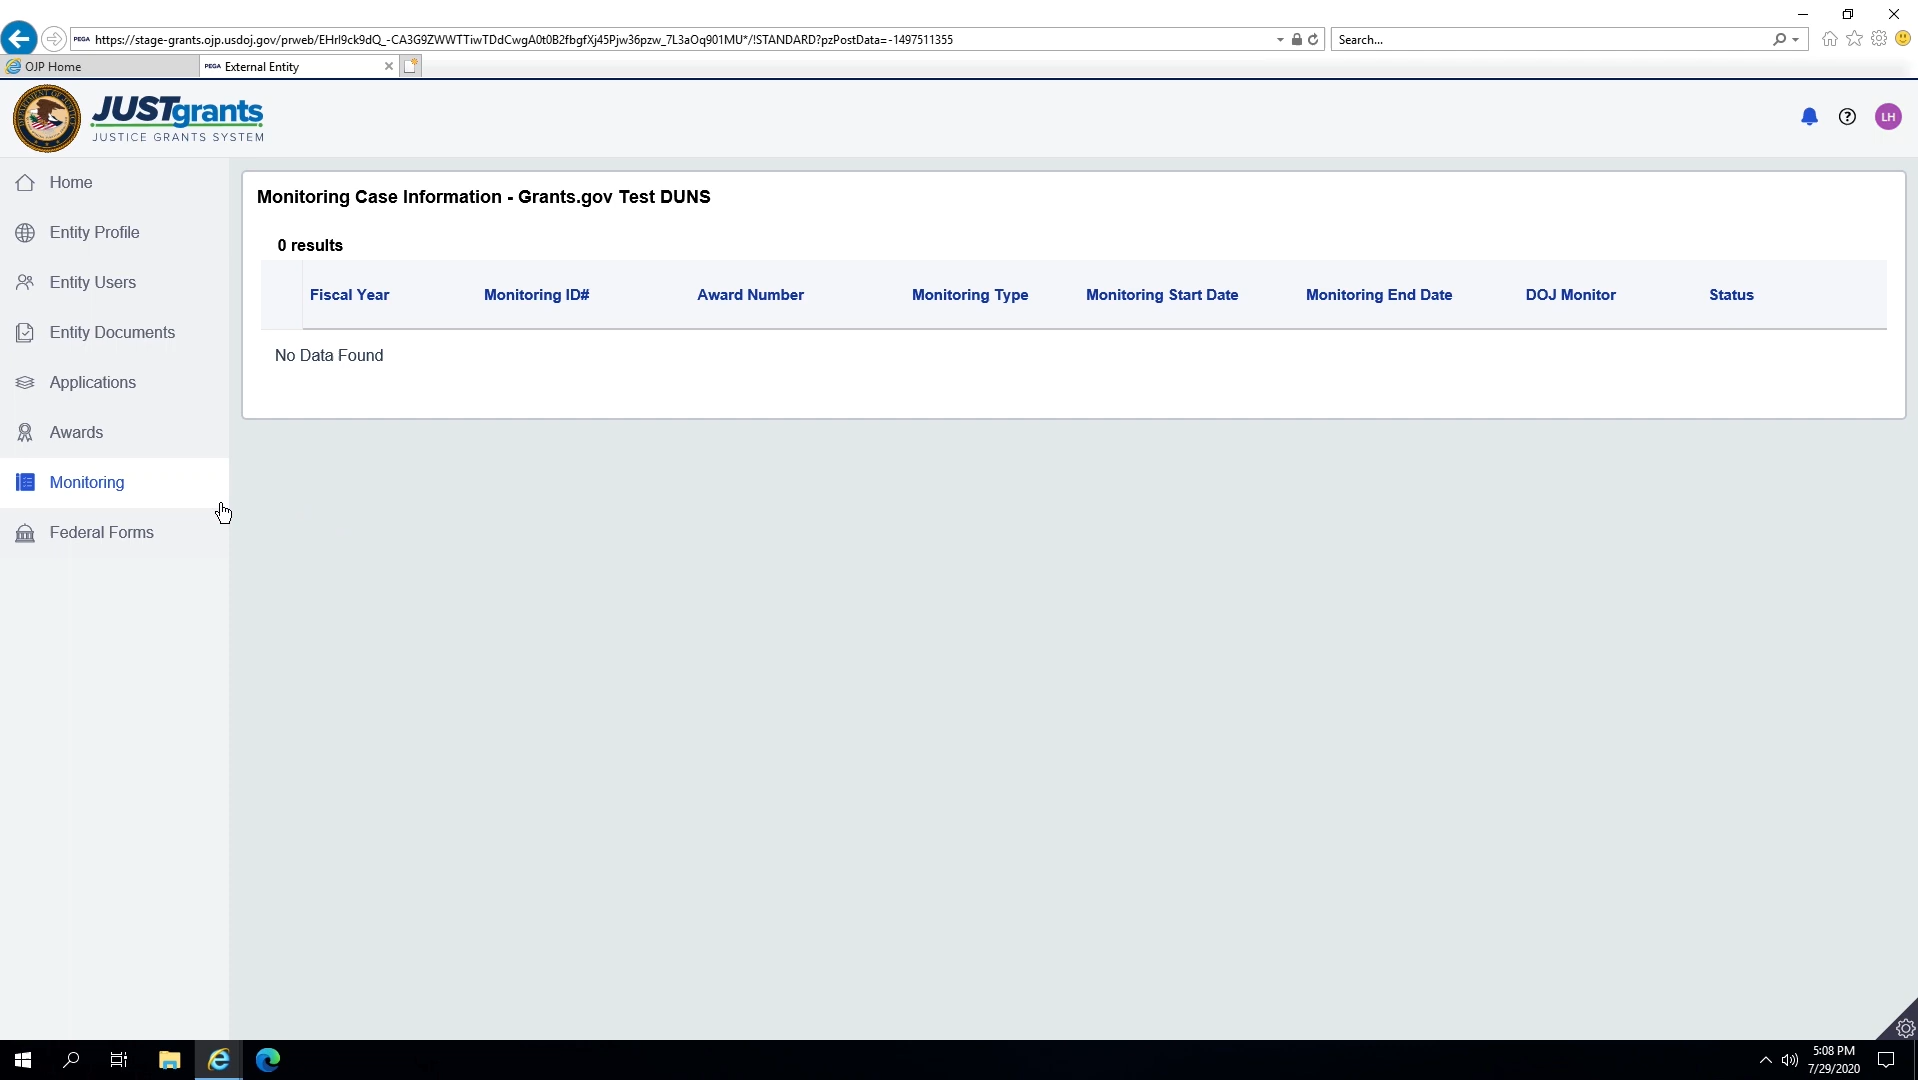 PEGA https://stage-grants.ojp.usdoj.gov/prweb/EHrl9ck9dQ_-CA3G9ZWWTTiwTDdCwgA0t0B2fbgfXj45Pjw36pzw_7L3aOq901MU*/!STANDARD?pzPostData=-1497511355
Search...
OJP Home
PEGA External Entity
JUSTgrants
JUSTICE GRANTS SYSTEM
LH
Home
Entity Profile
Entity Users
Entity Documents
Applications
Awards
Monitoring
Federal Forms
Monitoring Case Information - Grants.gov Test DUNS
0 results
Fiscal Year Monitoring ID# Award Number Monitoring Type Monitoring Start Date Monitoring End Date DOJ Monitor Status
No Data Found
5:08 PM
7/29/2020